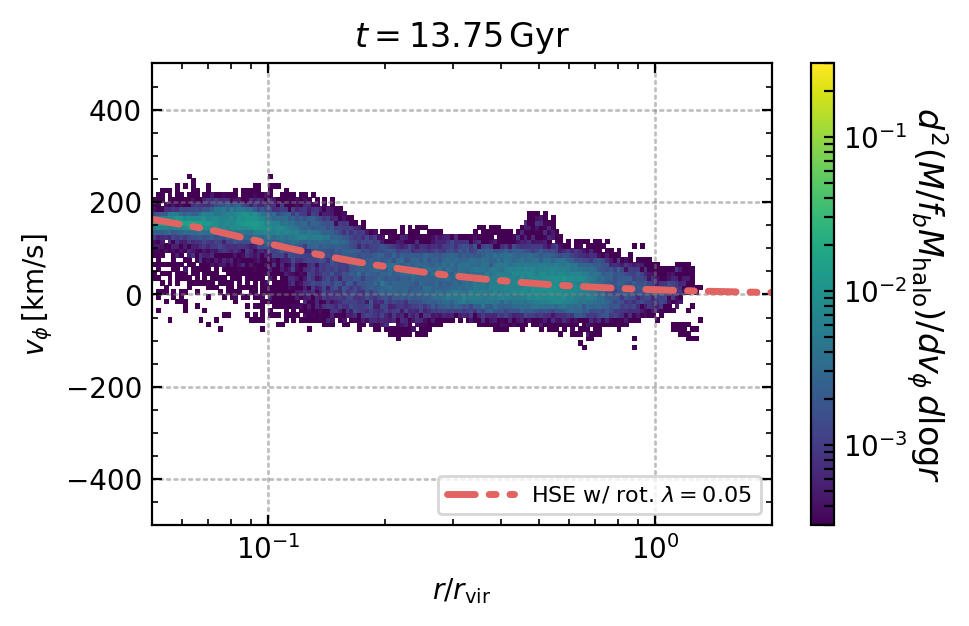 t = 13.75 Gyr
v_ϕ [km/s]
400
200
0
−200
−400
HSE w/ rot. λ = 0.05
10^−1
10^0
r/r_vir
10^−1
10^−2
10^−3
d^2(M/f_b M_halo)/dv_ϕ dlogr